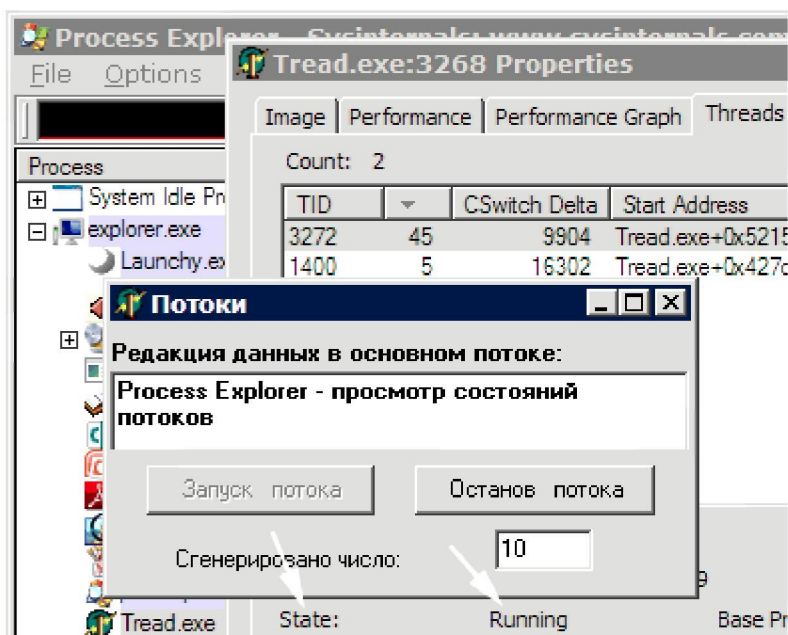 Process Explorer - Sysinternals: www.sysinternals.com
File Options
Tread.exe:3268 Properties
Image Performance Performance Graph Threads
Count: 2
Process
System Idle Pr
explorer.exe
Launchy.ex
TID CSwitch Delta Start Address
3272 45 9904 Tread.exe+0x5215
1400 5 16302 Tread.exe+0x427c
Потоки
Редакция данных в основном потоке:
Process Explorer - просмотр состояний
потоков
Запуск потока Останов потока
Сгенерировано число: 10
9
Tread.exe
State: Running Base Pr